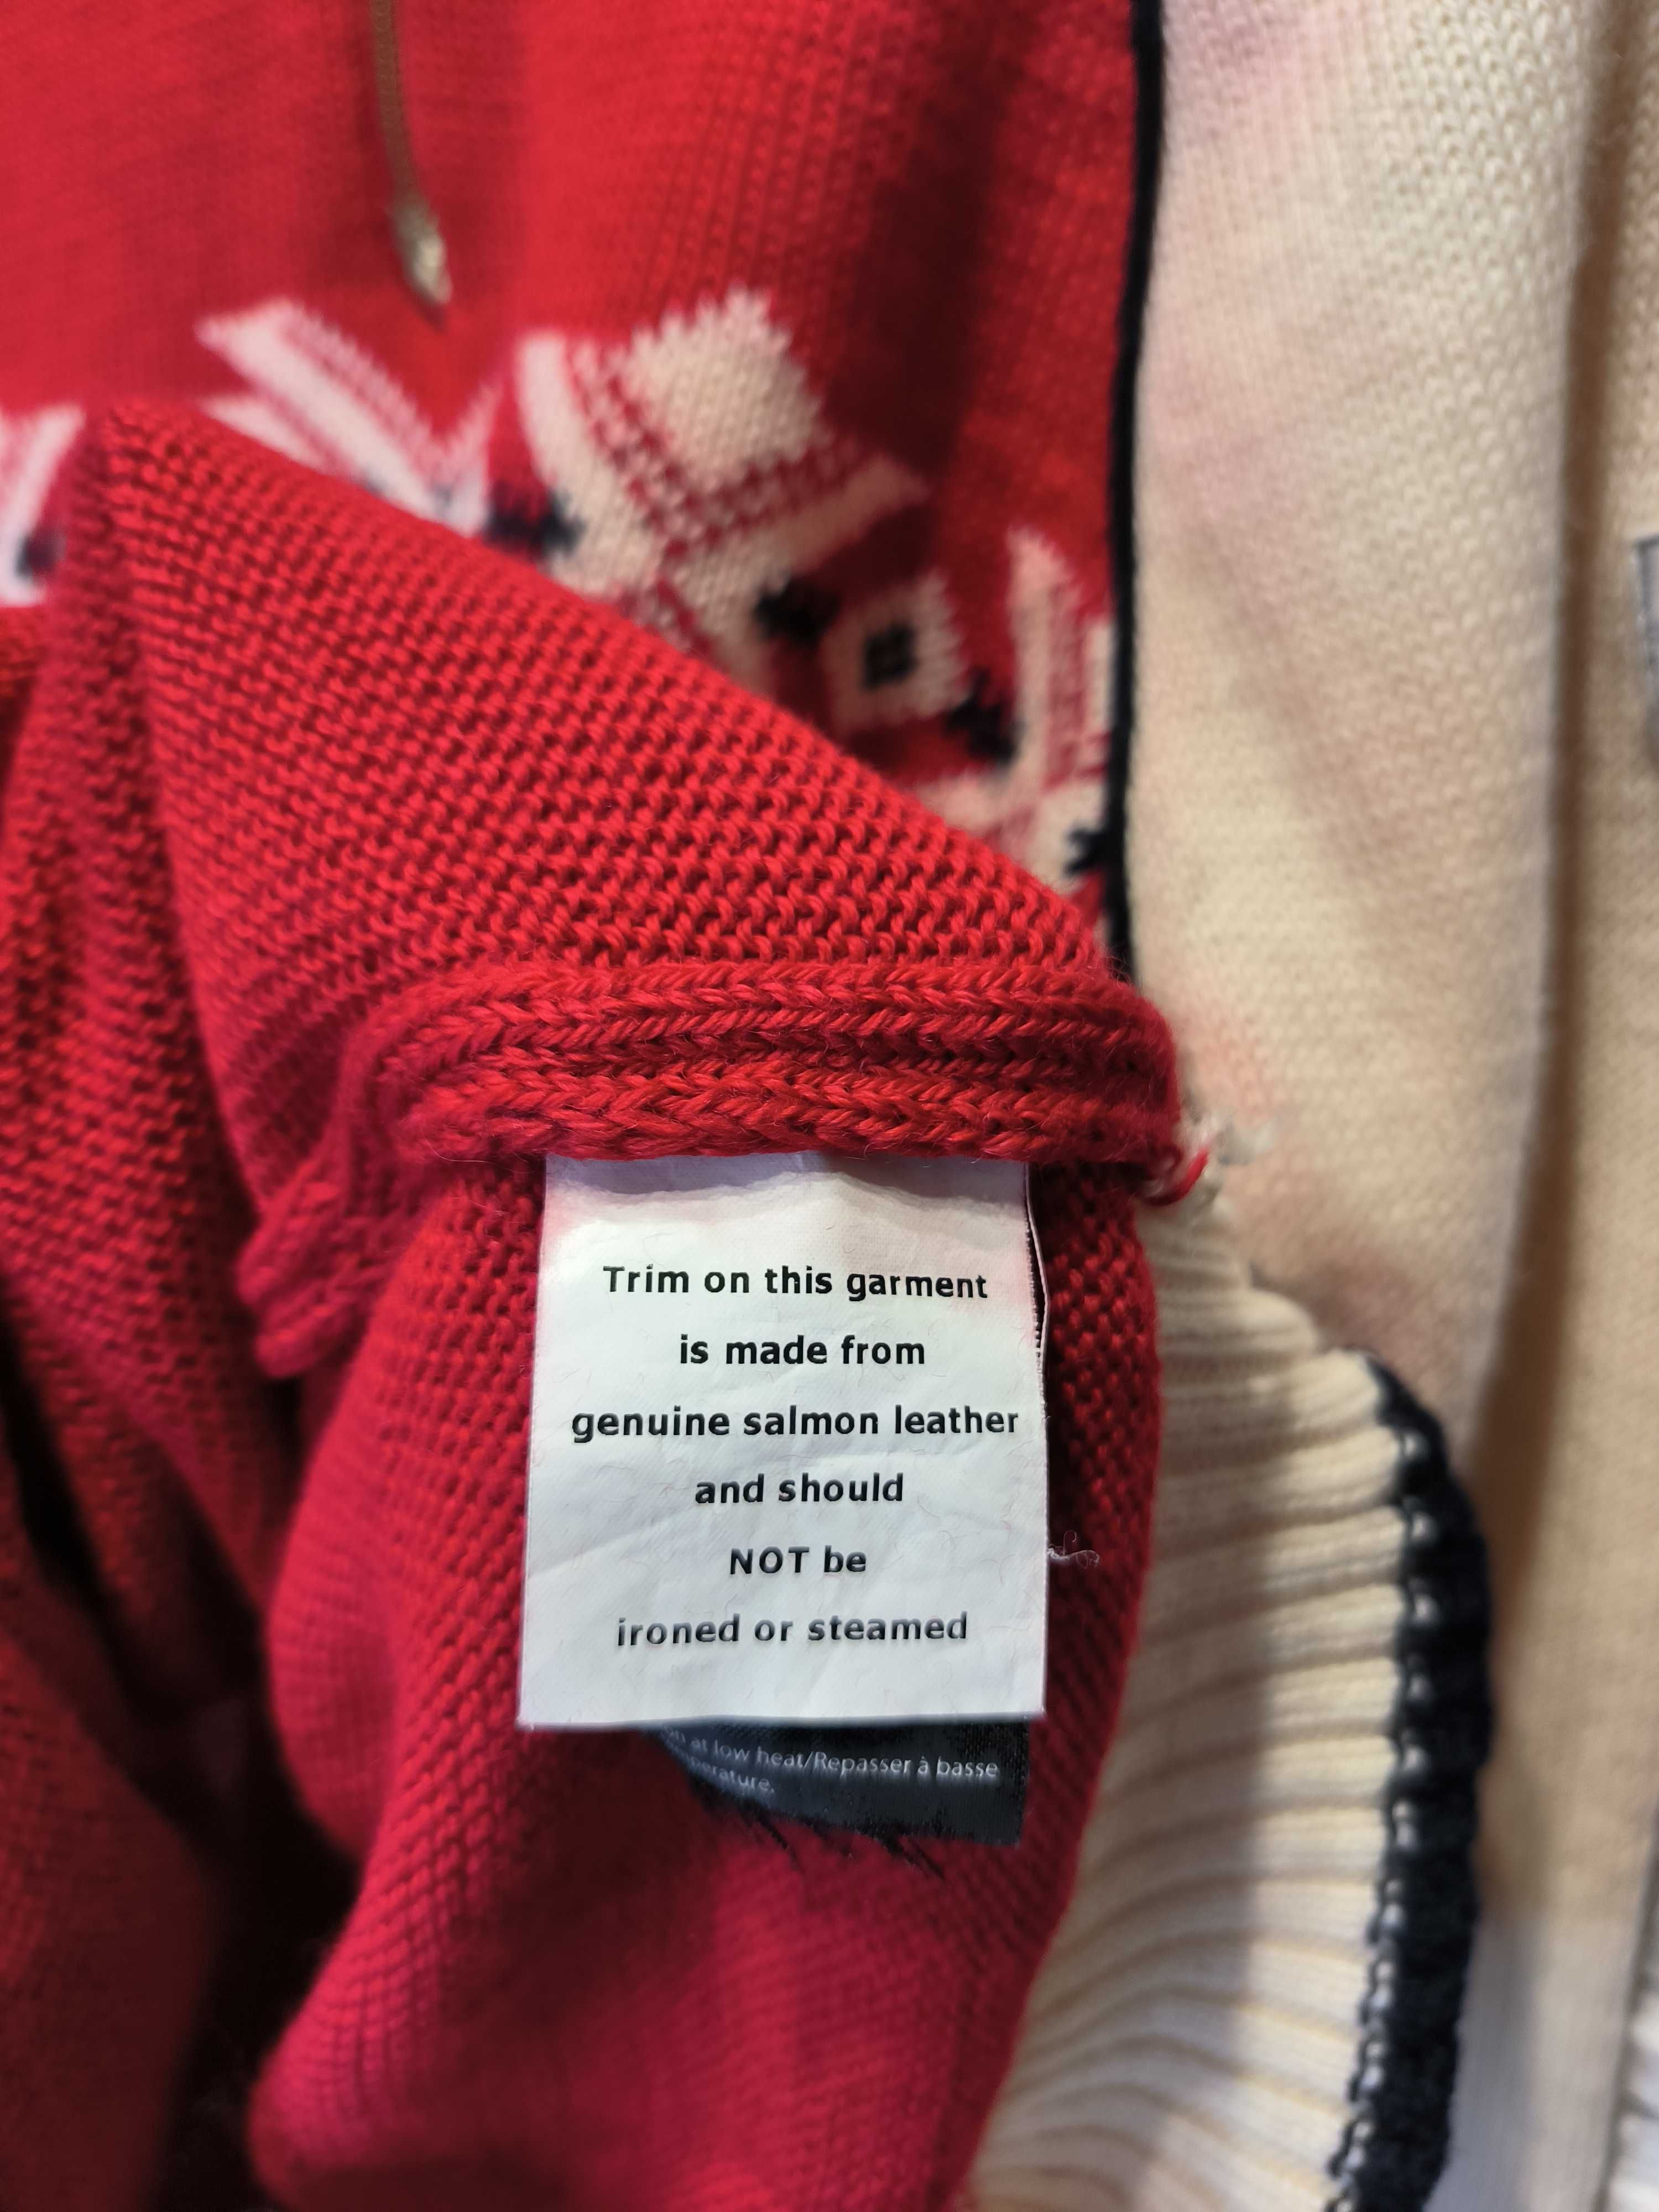 Trim on this garment
is made from
genuine salmon leather
and should
NOT be
ironed or steamed
at low heat/Repasser à basse